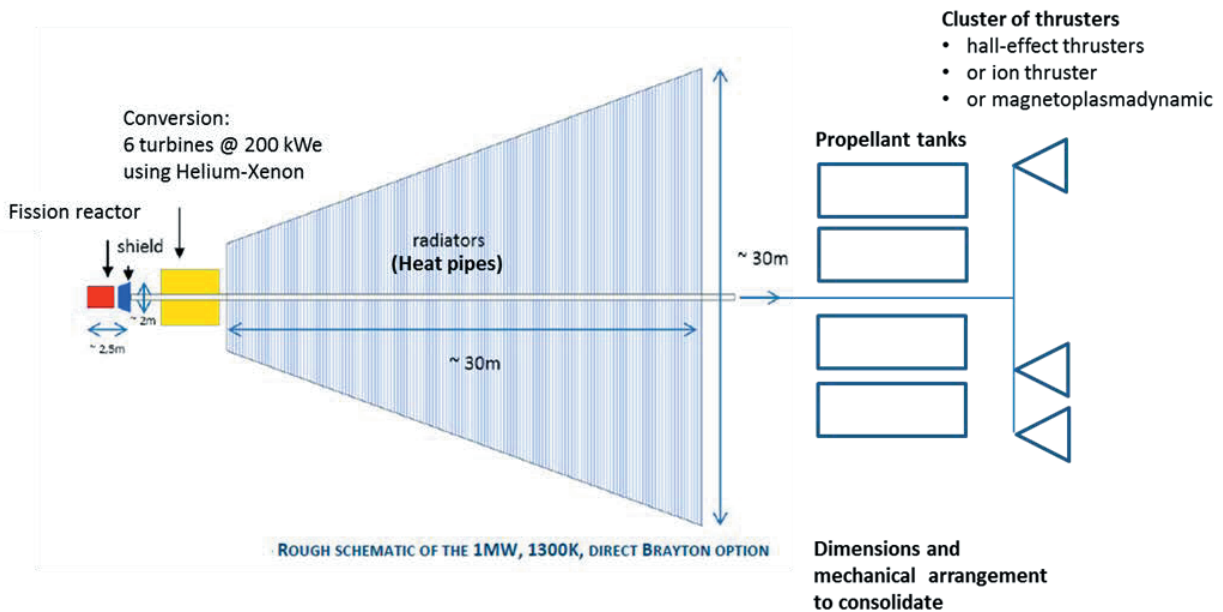 Cluster of thrusters
• hall-effect thrusters
• or ion thruster
• or magnetoplasmadynamic
Conversion:
6 turbines @ 200 kWe
using Helium-Xenon
Propellant tanks
Fission reactor
shield
radiators
(Heat pipes)
~ 30m
~ 2m
~ 2,5m
~ 30m
ROUGH SCHEMATIC OF THE 1MW, 1300K, DIRECT BRAYTON OPTION
Dimensions and
mechanical arrangement
to consolidate